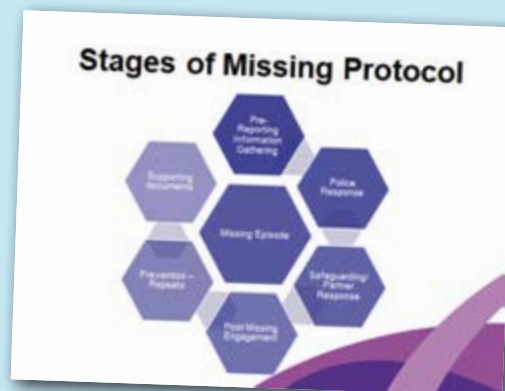 Stages of Missing Protocol
Pre-
Reporting
Information
Gathering
Police
Response
Safeguarding/
Partner
Response
Post Missing
Engagement
Prevention –
Repeats
Supporting
documents
Missing Episode